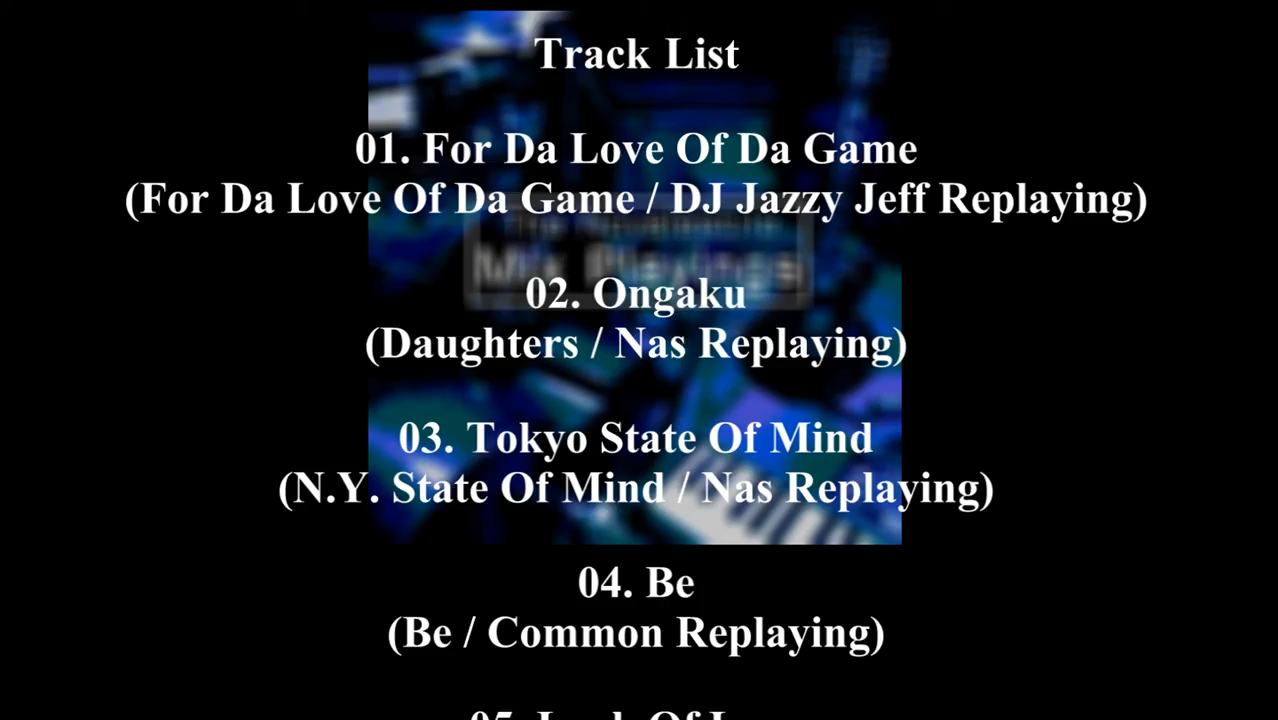 Track List
01. For Da Love Of Da Game
(For Da Love Of Da Game / DJ Jazzy Jeff Replaying)
Mix Playings
02. Ongaku
(Daughters / Nas Replaying)
03. Tokyo State Of Mind
(N.Y. State Of Mind / Nas Replaying)
04. Be
(Be / Common Replaying)